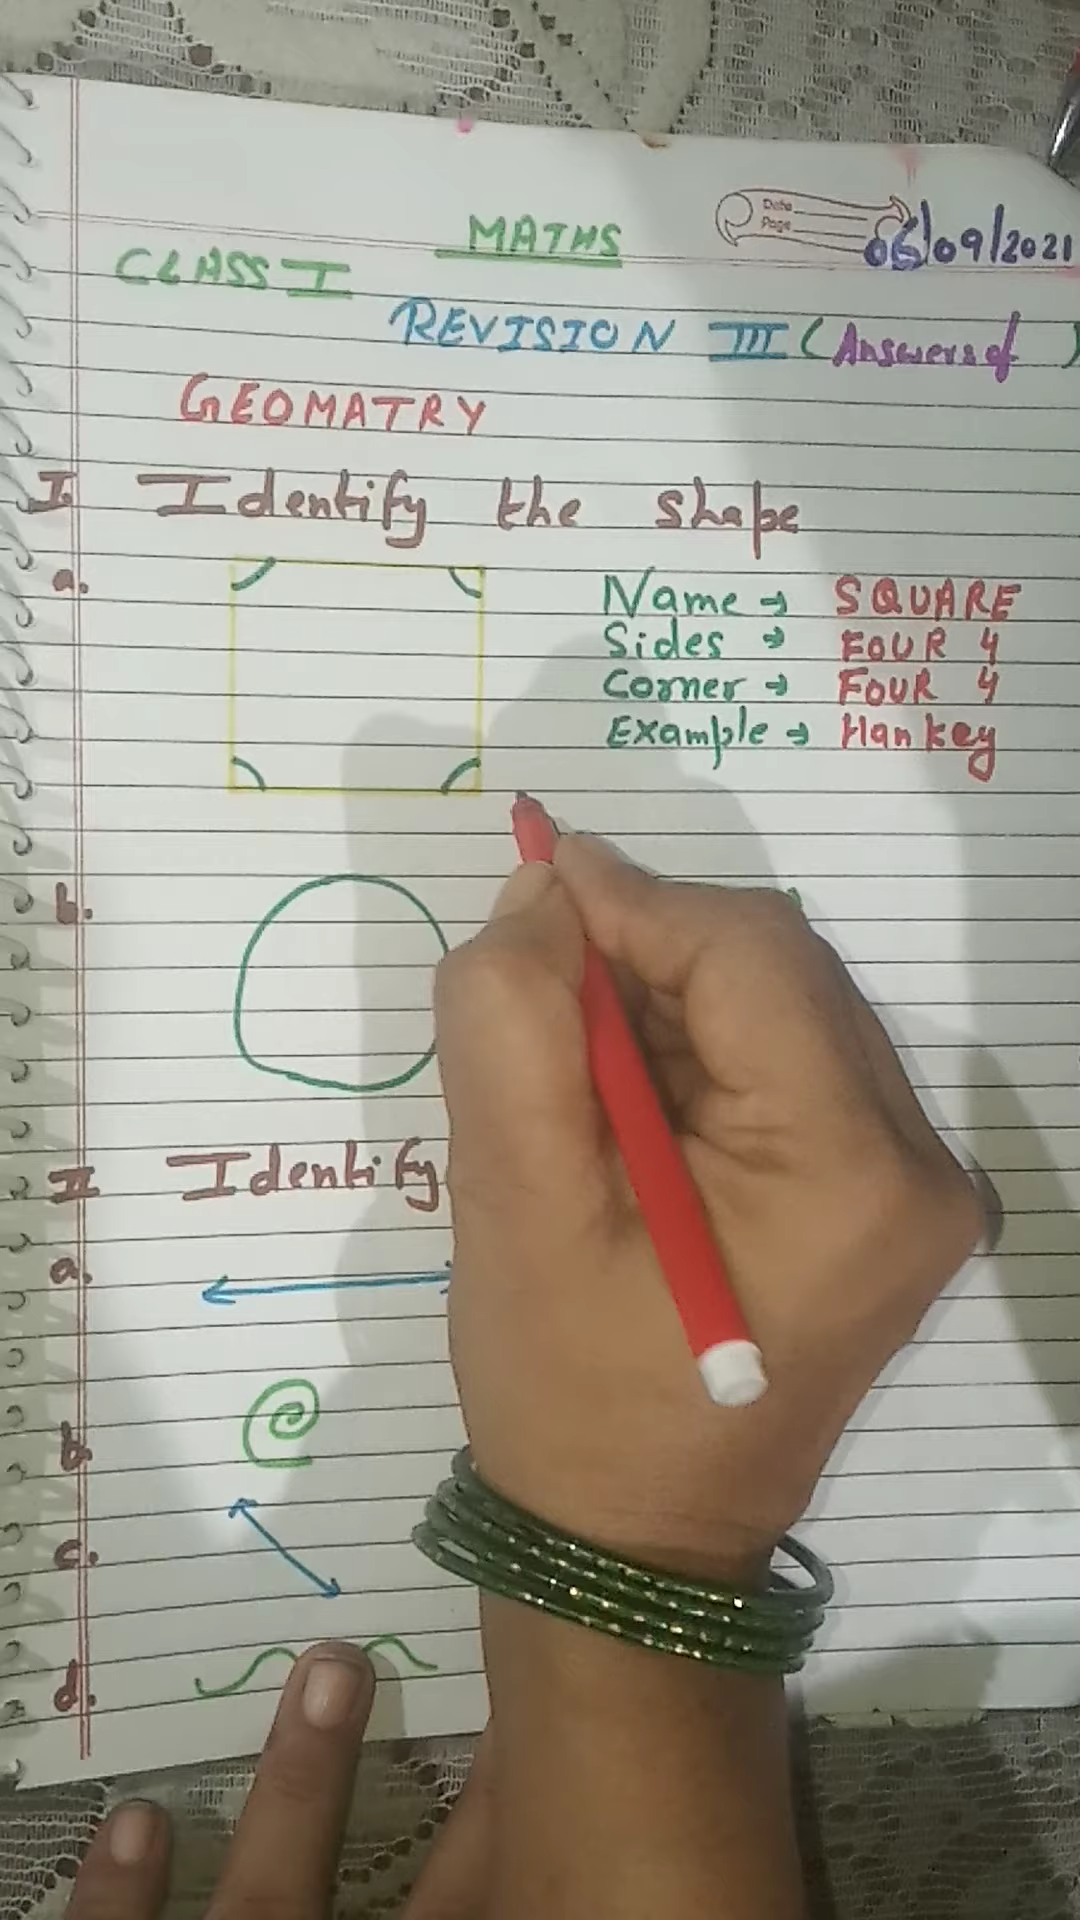 MATHS
Date
Page
06/09/2021
CLASS I
REVISION III (Answers of )
GEOMATRY
I. Identify the shape
a.
Name → SQUARE
Sides → FOUR 4
Corner → FOUR 4
Example → Hankey
b.
II Identify
a.
b.
c.
d.